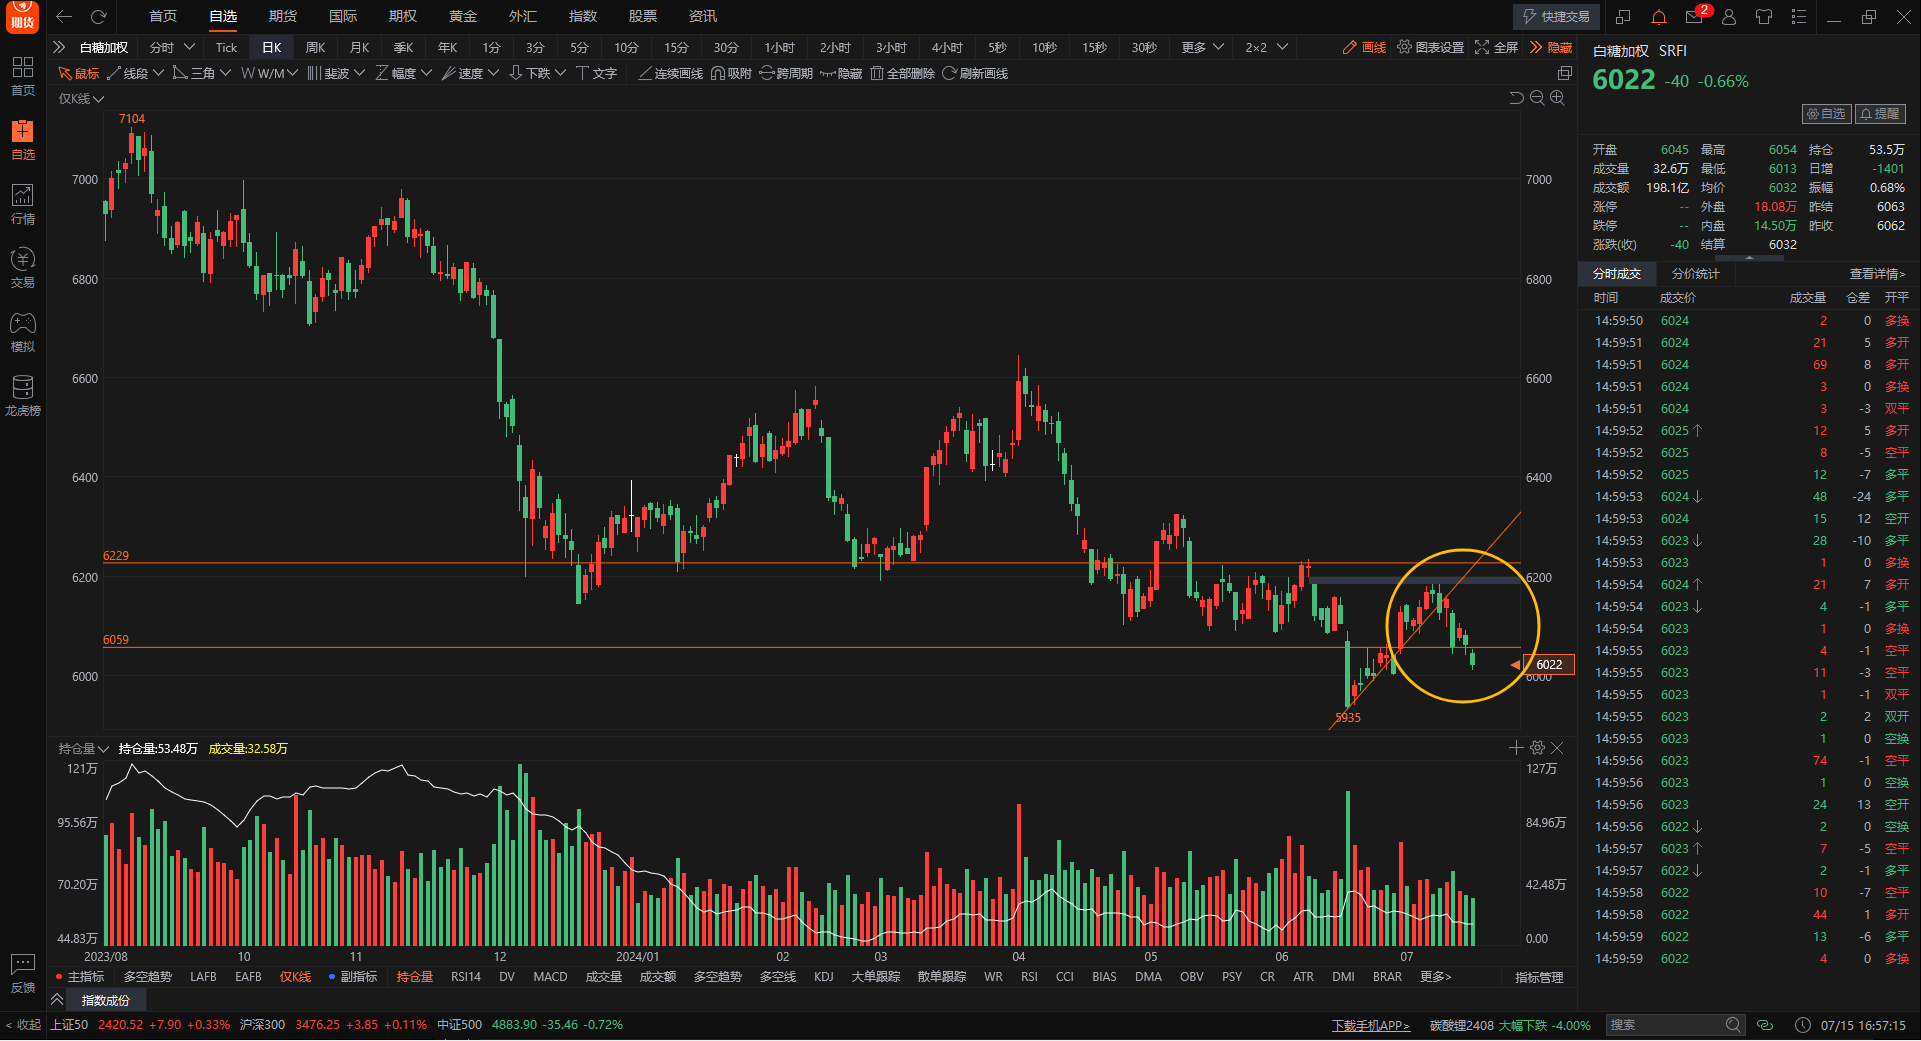 期货 首页 自选 期货 国际 期权 黄金 外汇 指数 股票 资讯 快捷交易 2
白糖加权 分时 Tick 日K 周K 月K 季K 年K 1分 3分 5分 10分 15分 30分 1小时 2小时 3小时 4小时 5秒 10秒 15秒 30秒 更多 2×2 画线 图表设置 全屏 隐藏
鼠标 线段 三角 W/M 斐波 幅度 速度 下跌 文字 连续画线 吸附 跨周期 隐藏 全部删除 刷新画线
仅K线
首页
自选
行情
交易
模拟
龙虎榜
反馈
< 收起
7104
7000 7000
6800 6800
6600 6600
6400 6400
6229
6200 6200
6059
6022
6000 6000
5935
持仓量 持仓量:53.48万 成交量:32.58万
121万 127万
95.56万 84.96万
70.20万 42.48万
44.83万 0.00
2023/08 10 11 12 2024/01 02 03 04 05 06 07
主指标 多空趋势 LAFB EAFB 仅K线 副指标 持仓量 RSI14 DV MACD 成交量 成交额 多空趋势 多空线 KDJ 大单跟踪 散单跟踪 WR RSI CCI BIAS DMA OBV PSY CR ATR DMI BRAR 更多> 指标管理
指数成份
白糖加权 SRFI
6022 -40 -0.66%
自选 提醒
开盘 6045 最高 6054 持仓 53.5万
成交量 32.6万 最低 6013 日增 -1401
成交额 198.1亿 均价 6032 振幅 0.68%
涨停 -- 外盘 18.08万 昨结 6063
跌停 -- 内盘 14.50万 昨收 6062
涨跌(收) -40 结算 6032
分时成交 分价统计 查看详情>
时间 成交价 成交量 仓差 开平
14:59:50 6024 2 0 多换
14:59:51 6024 21 5 多开
14:59:51 6024 69 8 多开
14:59:51 6024 3 0 多换
14:59:51 6024 3 -3 双平
14:59:52 6025↑ 12 5 多开
14:59:52 6025 8 -5 空平
14:59:52 6025 12 -7 多平
14:59:53 6024↓ 48 -24 多平
14:59:53 6024 15 12 空开
14:59:53 6023↓ 28 -10 多平
14:59:53 6023 1 0 多换
14:59:54 6024↑ 21 7 多开
14:59:54 6023↓ 4 -1 多平
14:59:54 6023 1 0 多换
14:59:55 6023 4 -1 空平
14:59:55 6023 11 -3 空平
14:59:55 6023 1 -1 双平
14:59:55 6023 2 2 双开
14:59:55 6023 1 0 空换
14:59:56 6023 74 -1 空平
14:59:56 6023 1 0 空换
14:59:56 6023 24 13 空开
14:59:56 6022↓ 2 0 空换
14:59:57 6023↑ 7 -5 空平
14:59:57 6022↓ 2 -1 多平
14:59:58 6022 10 -7 空平
14:59:58 6022 44 1 多开
14:59:59 6022 13 -6 多平
14:59:59 6022 4 0 多换
上证50 2420.52 +7.90 +0.33% 沪深300 3476.25 +3.85 +0.11% 中证500 4883.90 -35.46 -0.72% 下载手机APP> 碳酸锂2408 大幅下跌 -4.00% 搜索 07/15 16:57:15